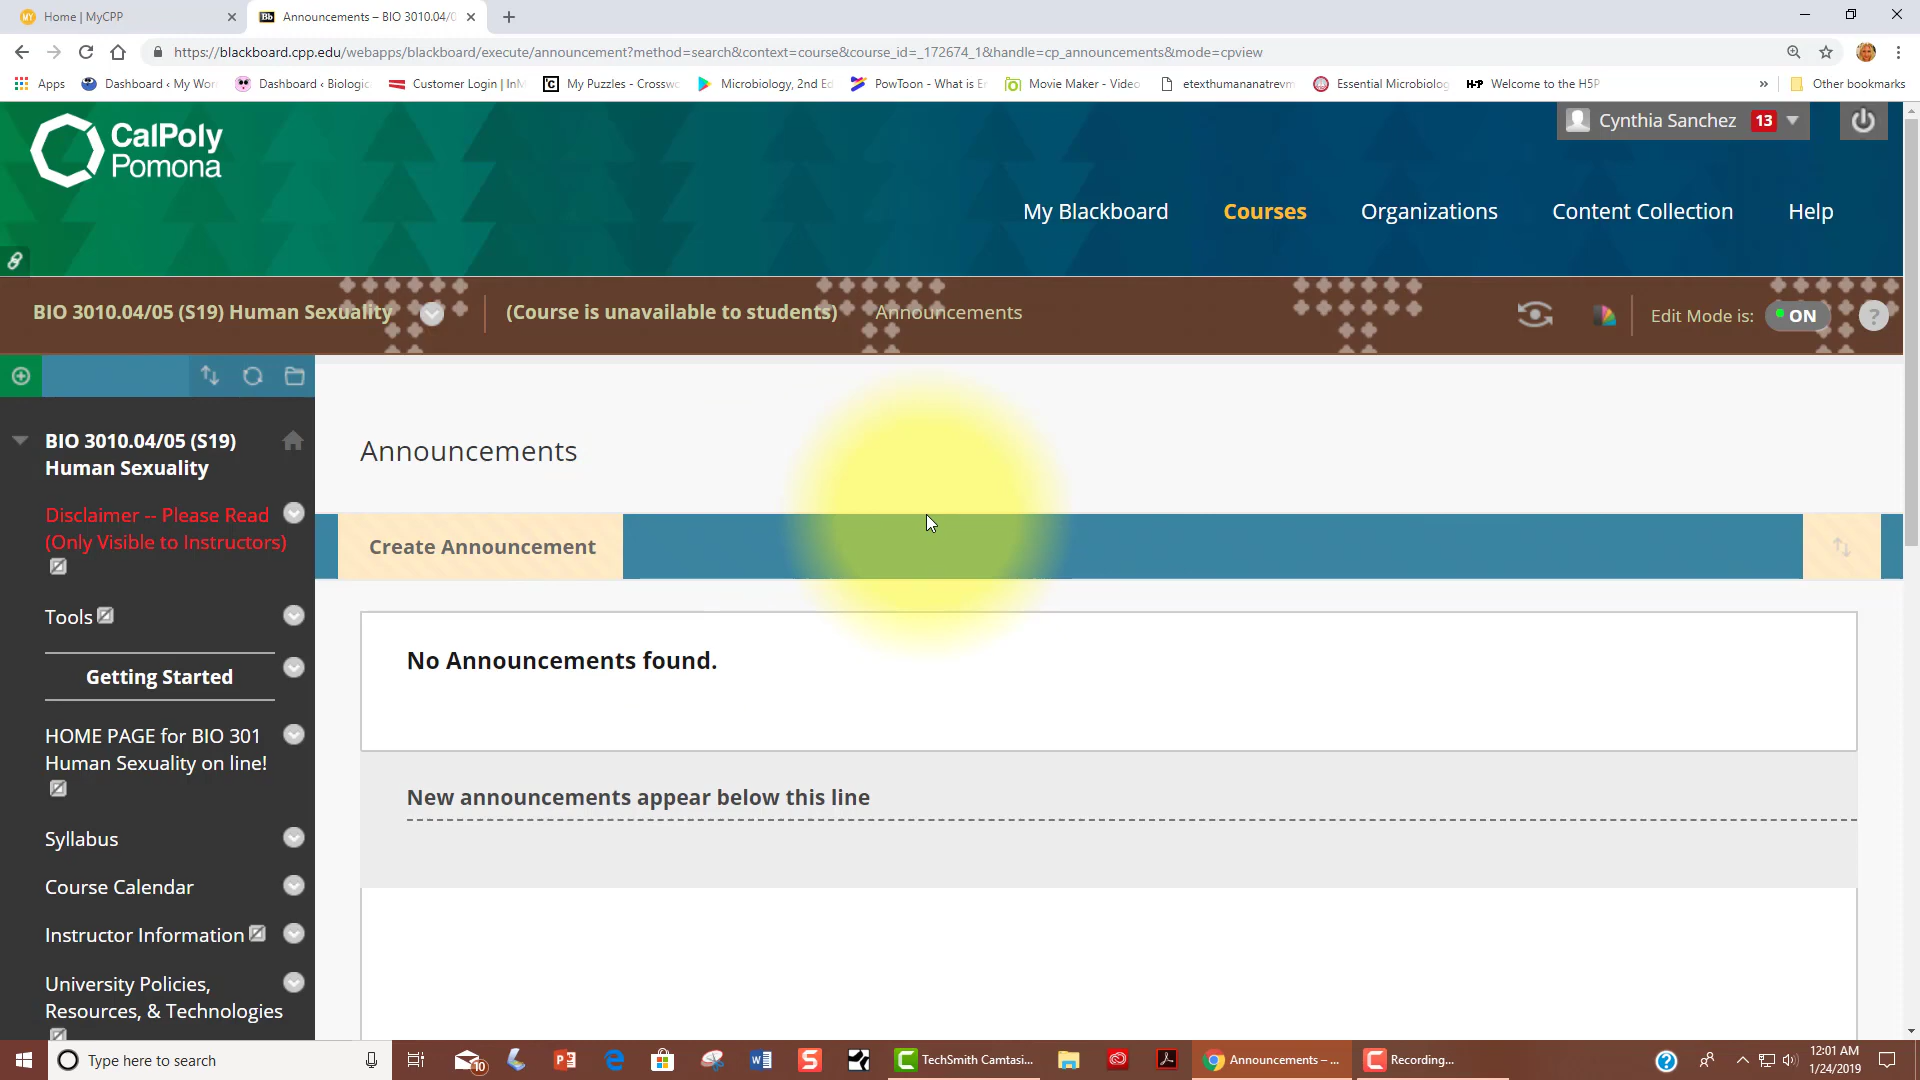 Home | MyCPP
Announcements – BIO 3010.04/0
https://blackboard.cpp.edu/webapps/blackboard/execute/announcement?method=search&context=course&course_id=_172674_1&handle=cp_announcements&mode=cpview
Apps
Dashboard ‹ My Wor
Dashboard ‹ Biologic
Customer Login | InM
My Puzzles - Crossw
Microbiology, 2nd Ed
PowToon - What is E
Movie Maker - Video
etexthumananatrevm
Essential Microbiolog
H-P Welcome to the H5P
»
Other bookmarks
CalPoly
Pomona
Cynthia Sanchez 13
My Blackboard
Courses
Organizations
Content Collection
Help
BIO 3010.04/05 (S19) Human Sexuality
(Course is unavailable to students)
Announcements
Edit Mode is:
ON
?
BIO 3010.04/05 (S19)
Human Sexuality
Disclaimer -- Please Read
(Only Visible to Instructors)
Tools
Getting Started
HOME PAGE for BIO 301
Human Sexuality on line!
Syllabus
Course Calendar
Instructor Information
University Policies,
Resources, & Technologies
Announcements
Create Announcement
No Announcements found.
New announcements appear below this line
Type here to search
10
TechSmith Camtasi...
Announcements – ...
Recording...
12:01 AM
1/24/2019